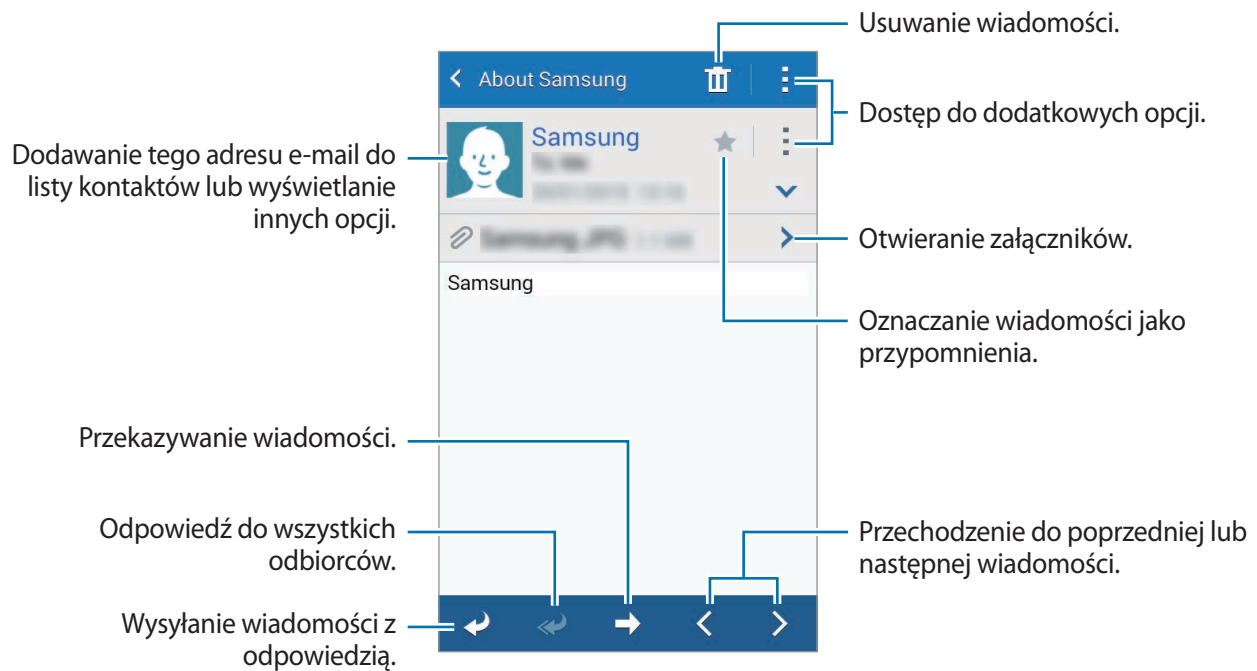 Usuwanie wiadomości.
About Samsung
Dostęp do dodatkowych opcji.
Samsung
Dodawanie tego adresu e-mail do
listy kontaktów lub wyświetlanie
innych opcji.
Otwieranie załączników.
Samsung
Oznaczanie wiadomości jako
przypomnienia.
Przekazywanie wiadomości.
Odpowiedź do wszystkich
odbiorców.
Przechodzenie do poprzedniej lub
następnej wiadomości.
Wysyłanie wiadomości z
odpowiedzią.